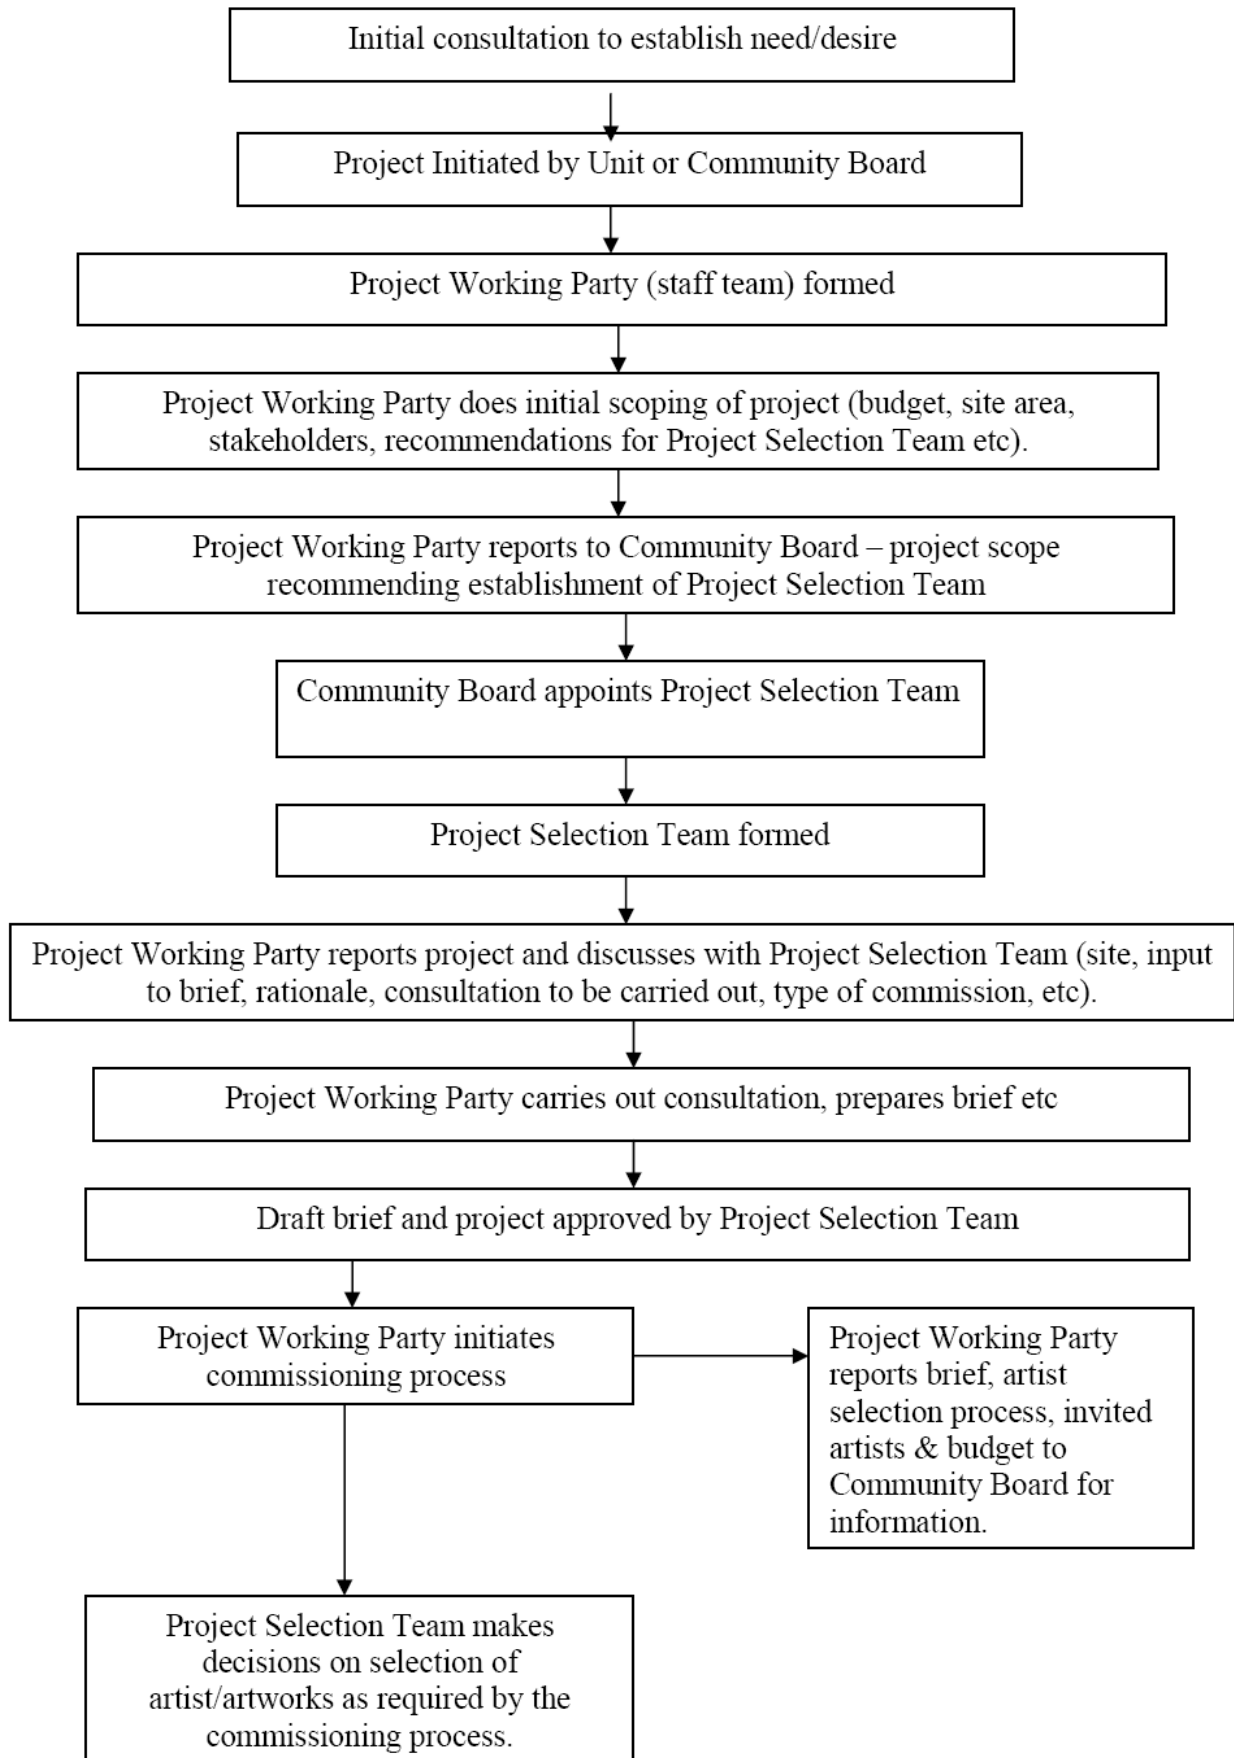 Initial consultation to establish need/desire
Project Initiated by Unit or Community Board
Project Working Party (staff team) formed
Project Working Party does initial scoping of project (budget, site area,
stakeholders, recommendations for Project Selection Team etc).
Project Working Party reports to Community Board – project scope
recommending establishment of Project Selection Team
Community Board appoints Project Selection Team
Project Selection Team formed
Project Working Party reports project and discusses with Project Selection Team (site, input
to brief, rationale, consultation to be carried out, type of commission, etc).
Project Working Party carries out consultation, prepares brief etc
Draft brief and project approved by Project Selection Team
Project Working Party initiates
commissioning process
Project Working Party
reports brief, artist
selection process, invited
artists & budget to
Community Board for
information.
Project Selection Team makes
decisions on selection of
artist/artworks as required by the
commissioning process.